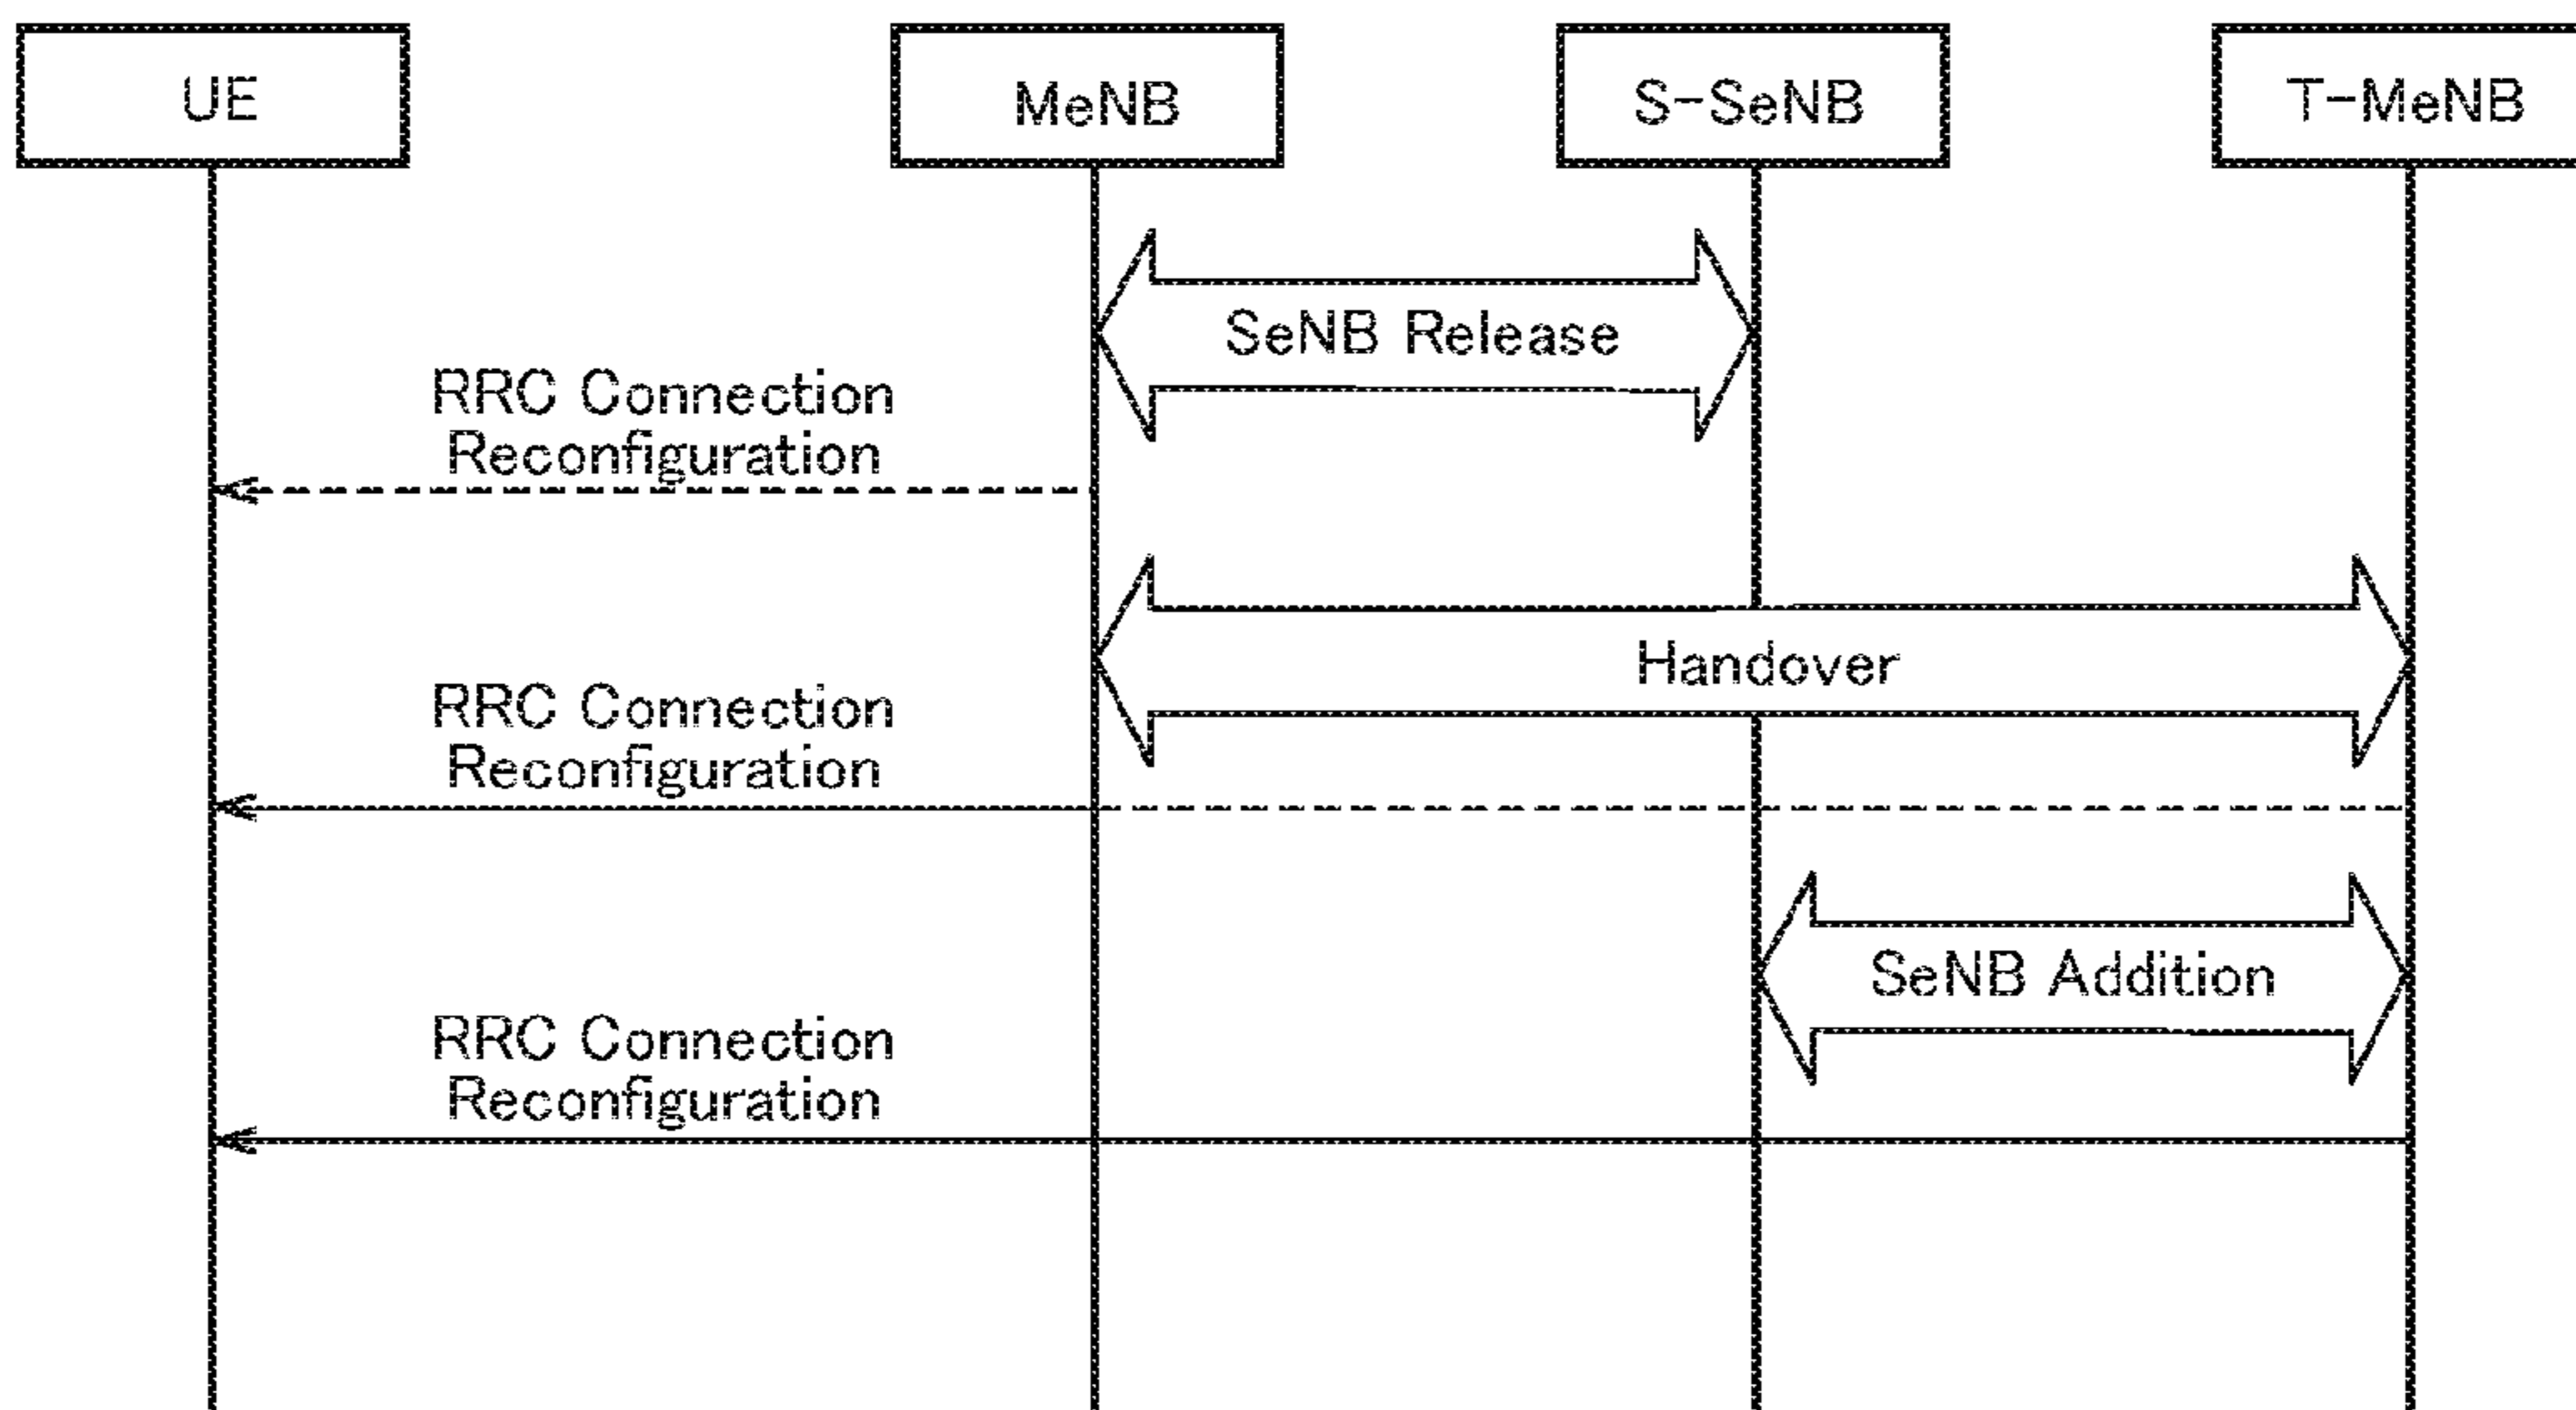 UE
MeNB
S-SeNB
T-MeNB
SeNB Release
RRC Connection
Reconfiguration
Handover
RRC Connection
Reconfiguration
SeNB Addition
RRC Connection
Reconfiguration